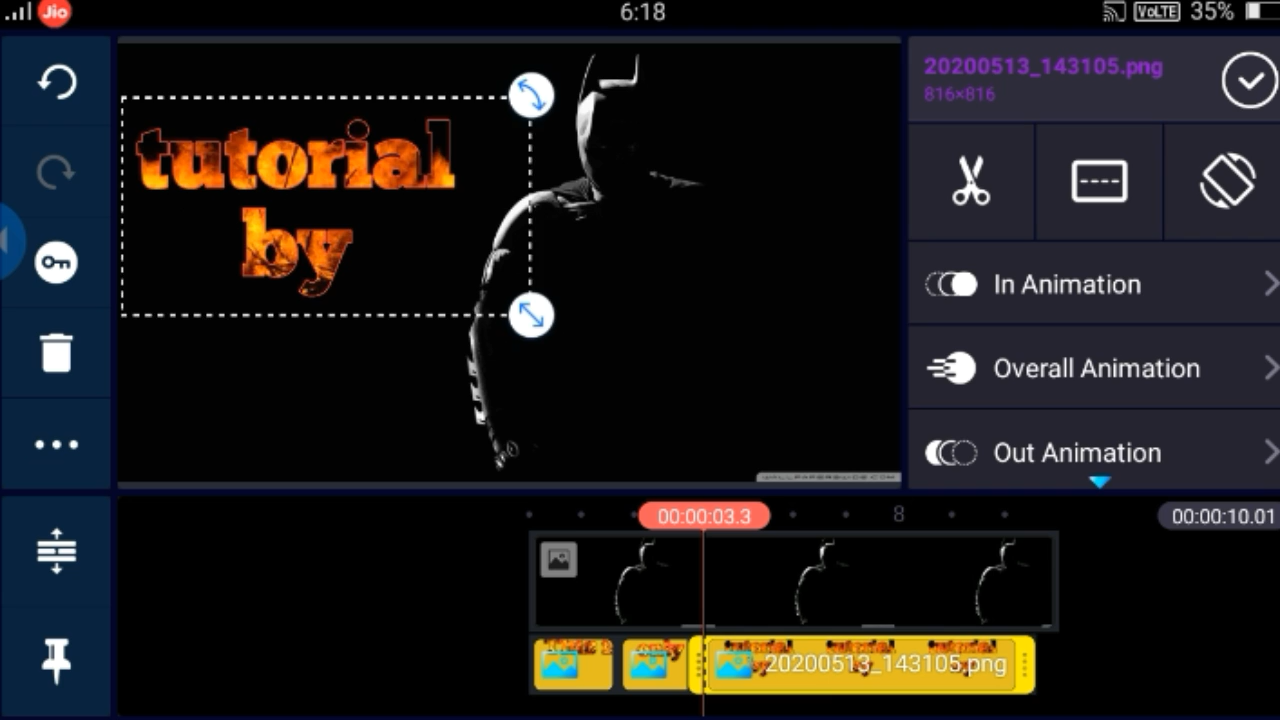 Jio
6:18
VoLTE 35%
20200513_143105.png
816×816
tutorial
by
In Animation
Overall Animation
Out Animation
00:00:03.3
8
00:00:10.01
20200513_143105.png